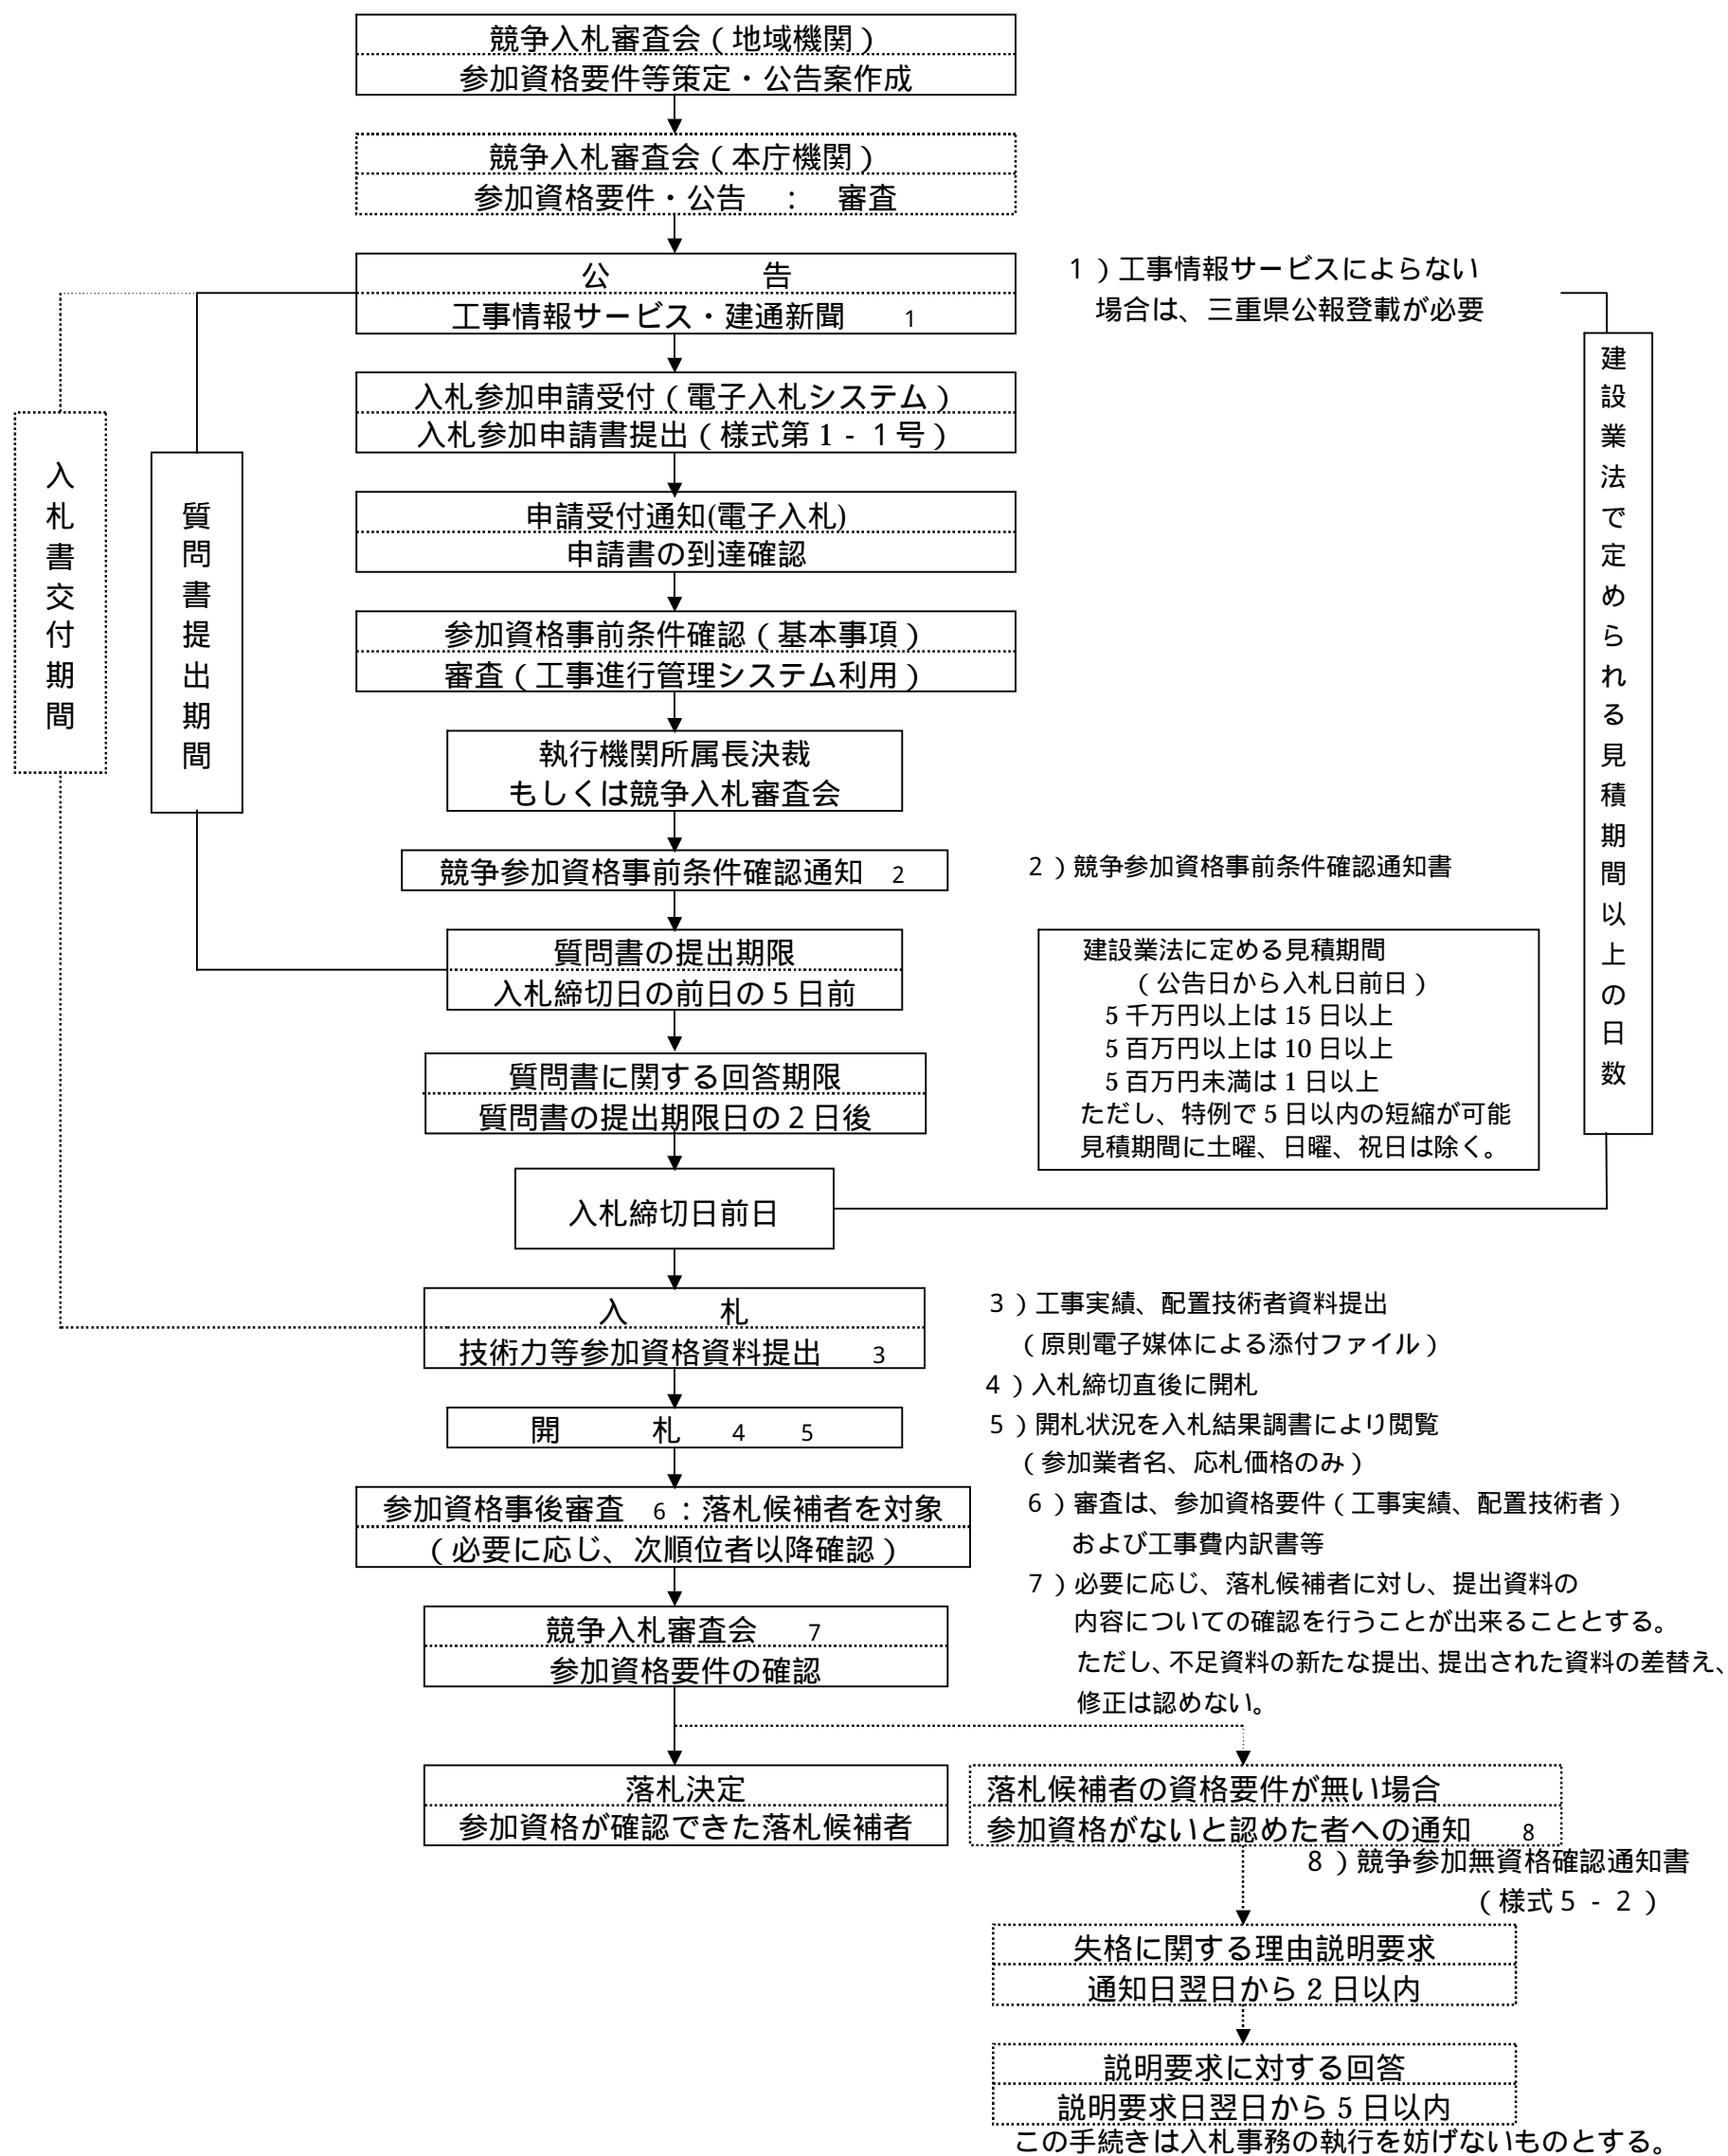 競争入札審査会（地域機関）
参加資格要件等策定・公告案作成
競争入札審査会（本庁機関）
参加資格要件・公告　：　審査
公　　　　　告
工事情報サービス・建通新聞　1
1）工事情報サービスによらない
場合は、三重県公報登載が必要
入札参加申請受付（電子入札システム）
入札参加申請書提出（様式第1-1号）
申請受付通知(電子入札)
申請書の到達確認
参加資格事前条件確認（基本事項）
審査（工事進行管理システム利用）
執行機関所属長決裁
もしくは競争入札審査会
入札書交付期間
質問書提出期間
建設業法で定められる見積期間以上の日数
競争参加資格事前条件確認通知　2
2）競争参加資格事前条件確認通知書
質問書の提出期限
入札締切日の前日の5日前
建設業法に定める見積期間
（公告日から入札日前日）
5千万円以上は15日以上
5百万円以上は10日以上
5百万円未満は1日以上
ただし、特例で5日以内の短縮が可能
見積期間に土曜、日曜、祝日は除く。
質問書に関する回答期限
質問書の提出期限日の2日後
入札締切日前日
入　　　札
技術力等参加資格資料提出　3
3）工事実績、配置技術者資料提出
（原則電子媒体による添付ファイル）
4）入札締切直後に開札
開　　　札　4　5
5）開札状況を入札結果調書により閲覧
（参加業者名、応札価格のみ）
参加資格事後審査　6：落札候補者を対象
（必要に応じ、次順位者以降確認）
6）審査は、参加資格要件（工事実績、配置技術者）
および工事費内訳書等
7）必要に応じ、落札候補者に対し、提出資料の
内容についての確認を行うことが出来ることとする。
ただし、不足資料の新たな提出、提出された資料の差替え、
修正は認めない。
競争入札審査会　7
参加資格要件の確認
落札決定
参加資格が確認できた落札候補者
落札候補者の資格要件が無い場合
参加資格がないと認めた者への通知　8
8）競争参加無資格確認通知書
（様式5-2）
失格に関する理由説明要求
通知日翌日から2日以内
説明要求に対する回答
説明要求日翌日から5日以内
この手続きは入札事務の執行を妨げないものとする。